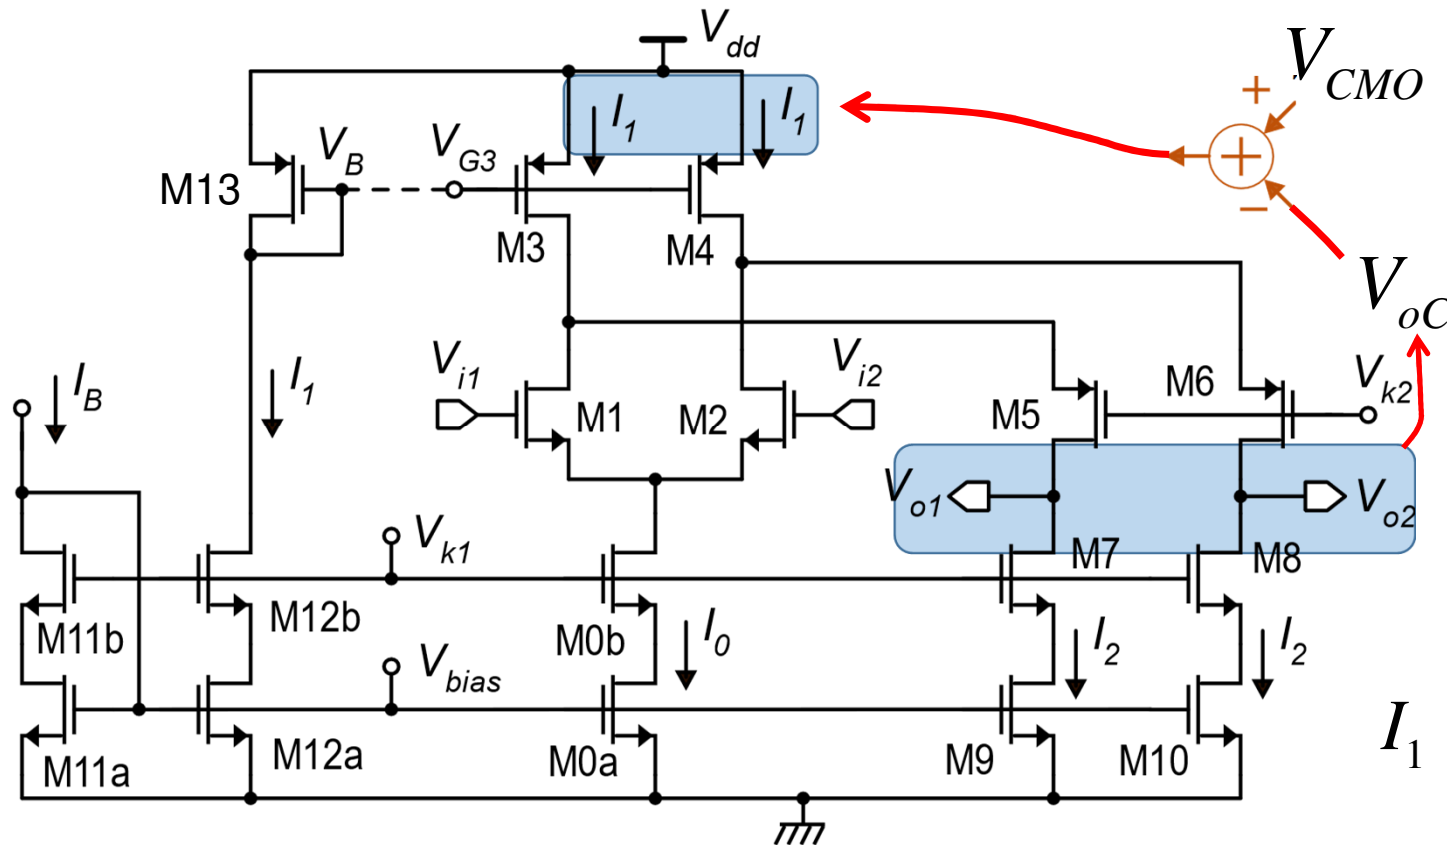 V_dd
V_CMO
+
I_1
I_1
V_B
V_G3
+
M13
−
M3
M4
V_oC
I_B
I_1
V_i1
V_i2
M6
V_k2
M1
M2
M5
V_o1
V_o2
V_k1
M7
M8
M11b
M12b
M0b
I_0
I_2
I_2
V_bias
I_1
M11a
M12a
M0a
M9
M10